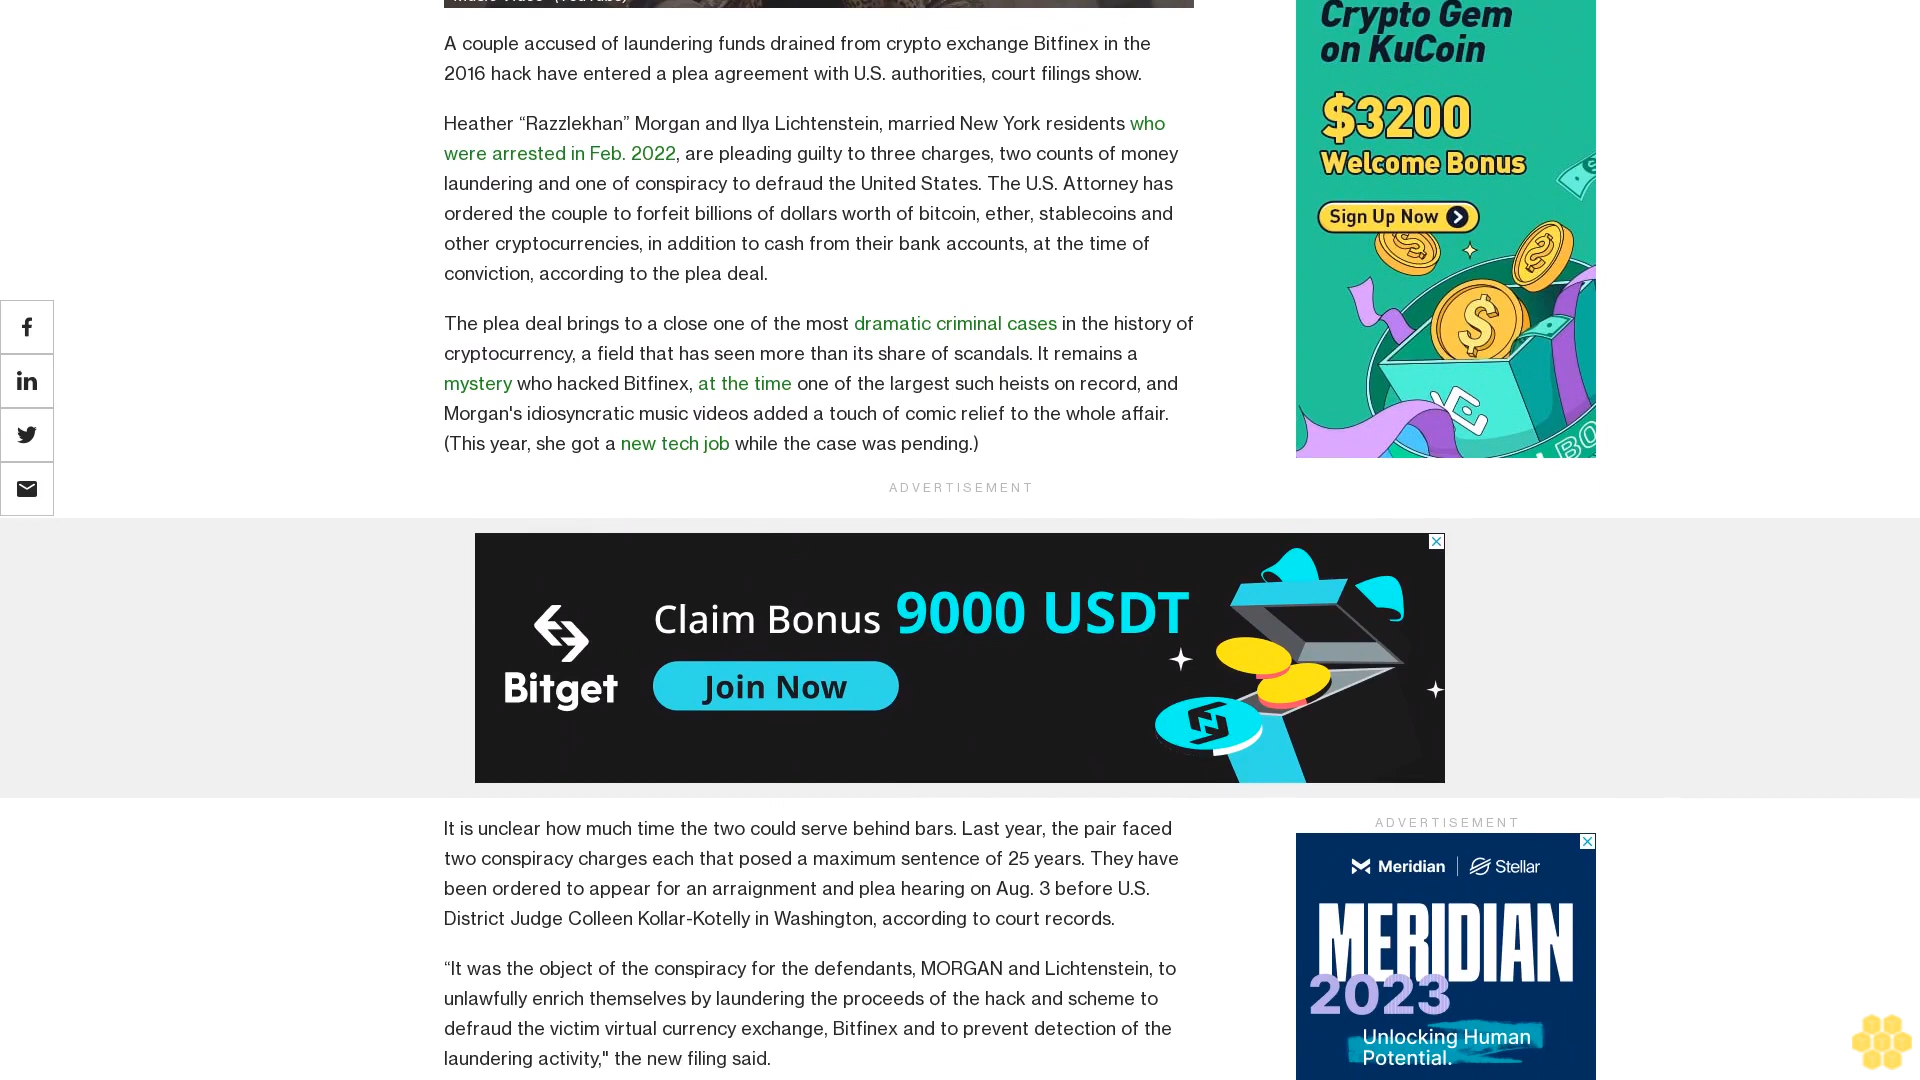 A couple accused of laundering funds drained from crypto exchange Bitfinex in the
2016 hack have entered a plea agreement with U.S. authorities, court filings show.
Heather “Razzlekhan” Morgan and Ilya Lichtenstein, married New York residents who
were arrested in Feb. 2022, are pleading guilty to three charges, two counts of money
laundering and one of conspiracy to defraud the United States. The U.S. Attorney has
ordered the couple to forfeit billions of dollars worth of bitcoin, ether, stablecoins and
other cryptocurrencies, in addition to cash from their bank accounts, at the time of
conviction, according to the plea deal.
The plea deal brings to a close one of the most dramatic criminal cases in the history of
cryptocurrency, a field that has seen more than its share of scandals. It remains a
mystery who hacked Bitfinex, at the time one of the largest such heists on record, and
Morgan's idiosyncratic music videos added a touch of comic relief to the whole affair.
(This year, she got a new tech job while the case was pending.)
Crypto Gem
on KuCoin
$3200
Welcome Bonus
Sign Up Now
ADVERTISEMENT
Bitget
Claim Bonus 9000 USDT
Join Now
It is unclear how much time the two could serve behind bars. Last year, the pair faced
two conspiracy charges each that posed a maximum sentence of 25 years. They have
been ordered to appear for an arraignment and plea hearing on Aug. 3 before U.S.
District Judge Colleen Kollar-Kotelly in Washington, according to court records.
“It was the object of the conspiracy for the defendants, MORGAN and Lichtenstein, to
unlawfully enrich themselves by laundering the proceeds of the hack and scheme to
defraud the victim virtual currency exchange, Bitfinex and to prevent detection of the
laundering activity," the new filing said.
ADVERTISEMENT
Meridian | Stellar
MERIDIAN
2023
Unlocking Human
Potential.